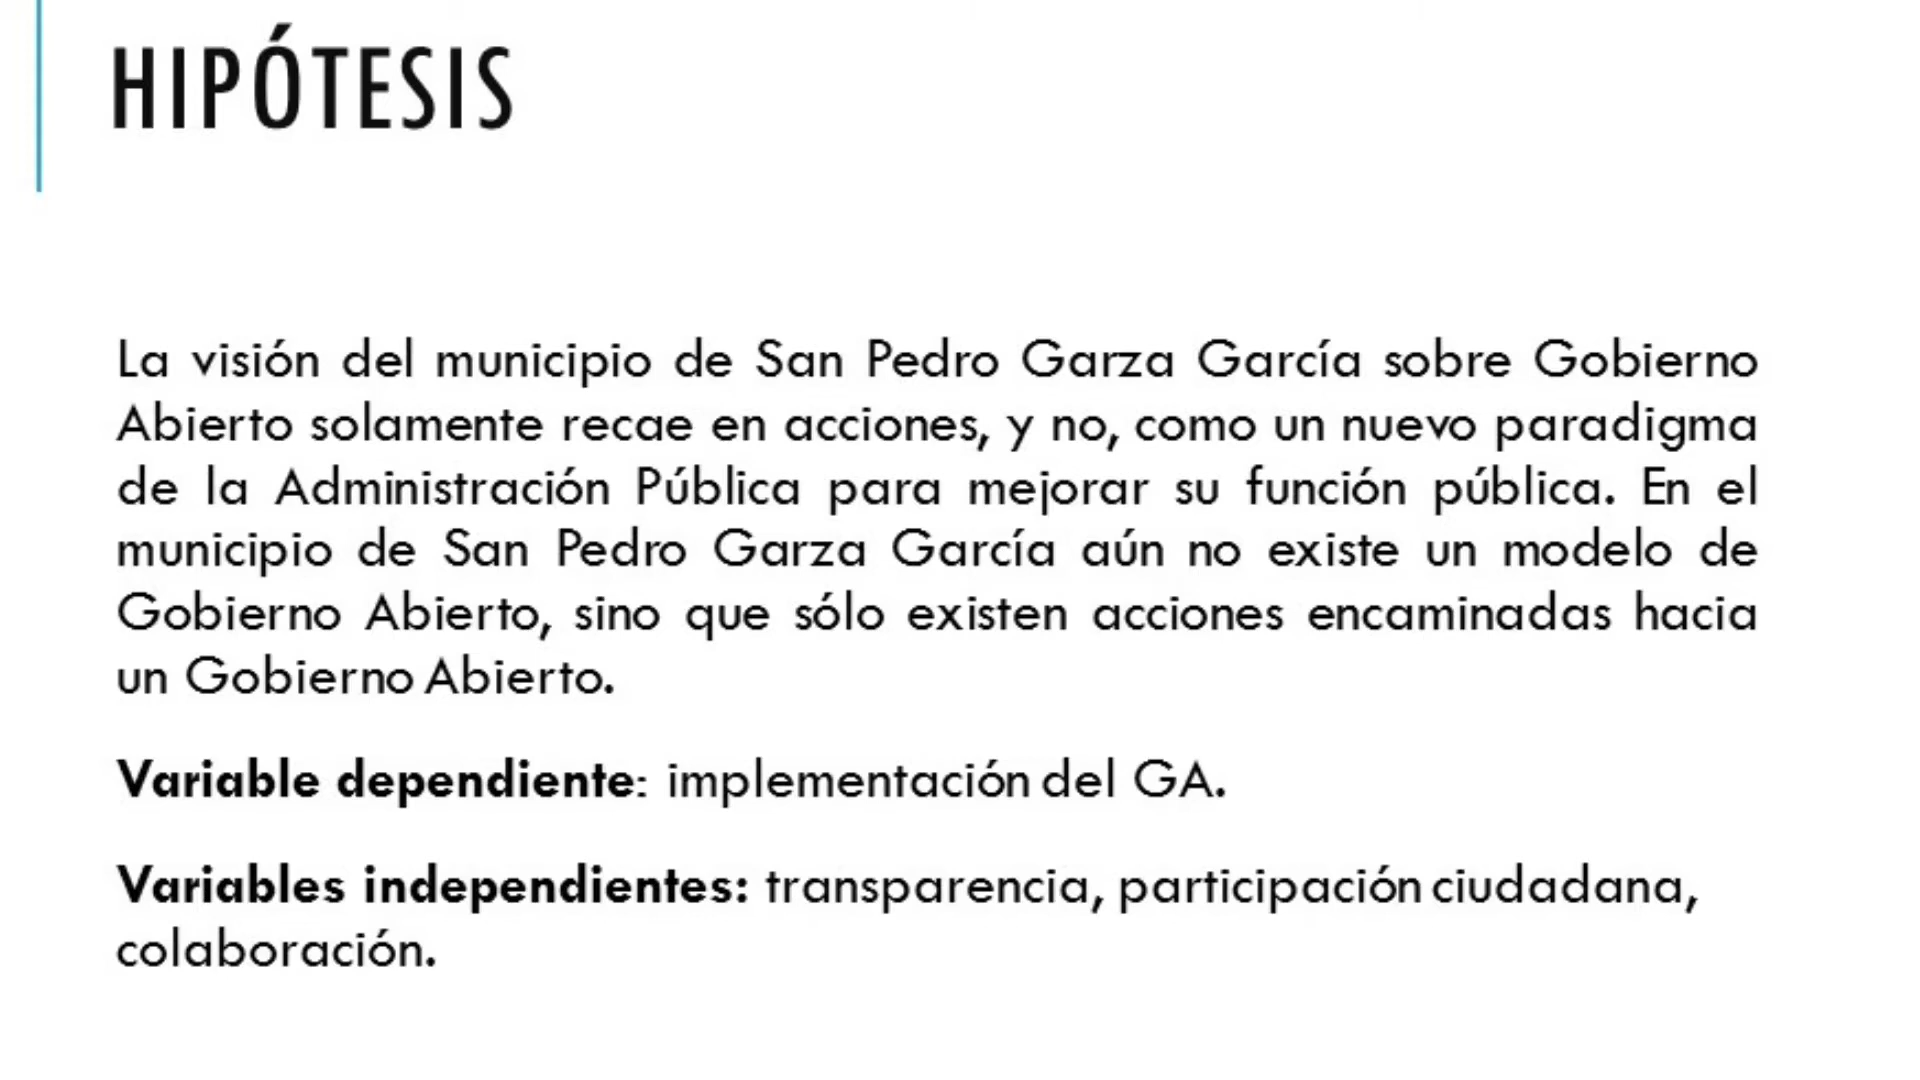 HIPÓTESIS
La visión del municipio de San Pedro Garza García sobre Gobierno
Abierto solamente recae en acciones, y no, como un nuevo paradigma
de la Administración Pública para mejorar su función pública. En el
municipio de San Pedro Garza García aún no existe un modelo de
Gobierno Abierto, sino que sólo existen acciones encaminadas hacia
un Gobierno Abierto.
Variable dependiente: implementación del GA.
Variables independientes: transparencia, participación ciudadana,
colaboración.